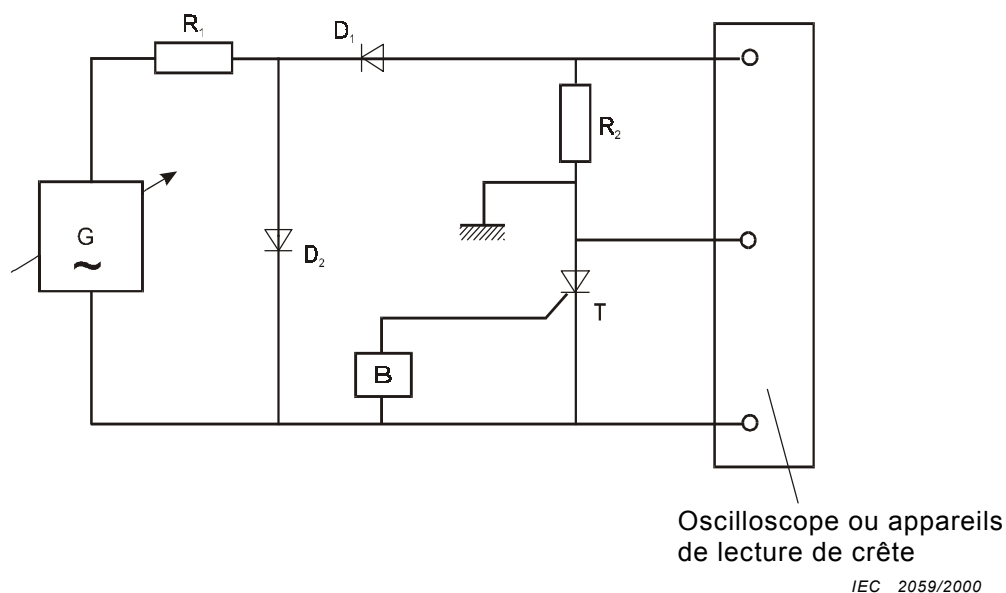 R₁
D₁
R₂
G
~
D₂
T
B
Oscilloscope ou appareils
de lecture de crête
IEC 2059/2000